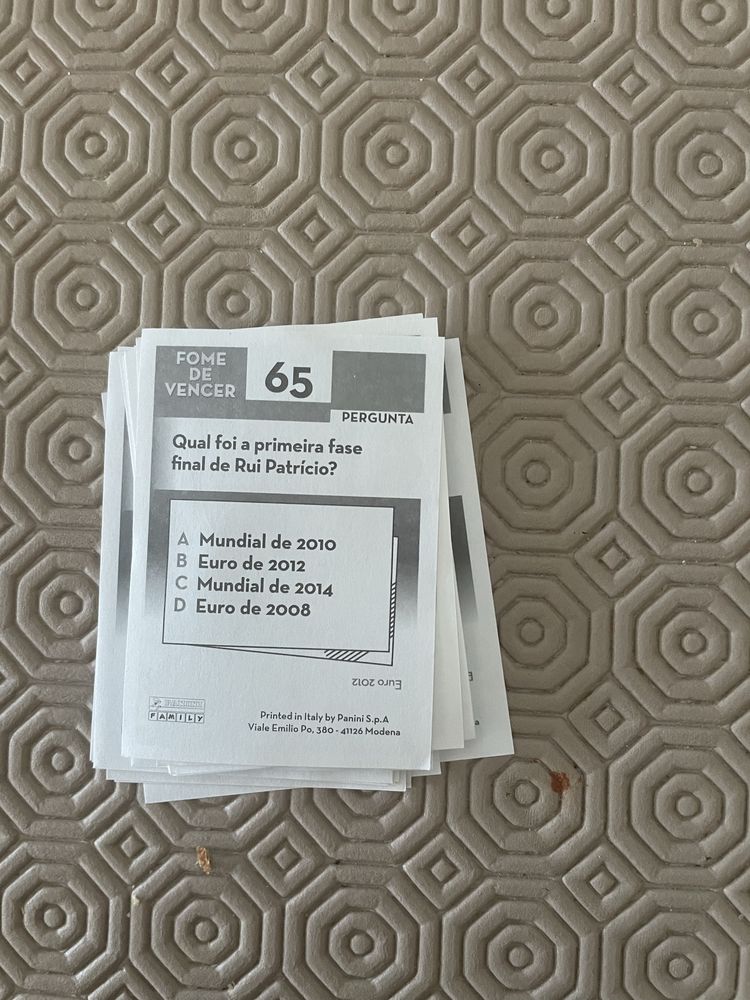 FOME
DE
VENCER
65
PERGUNTA
Qual foi a primeira fase
final de Rui Patrício?
A Mundial de 2010
B Euro de 2012
C Mundial de 2014
D Euro de 2008
Euro 2012
PANINI
FAMILY
Printed in Italy by Panini S.p.A
Viale Emilio Po, 380 - 41126 Modena